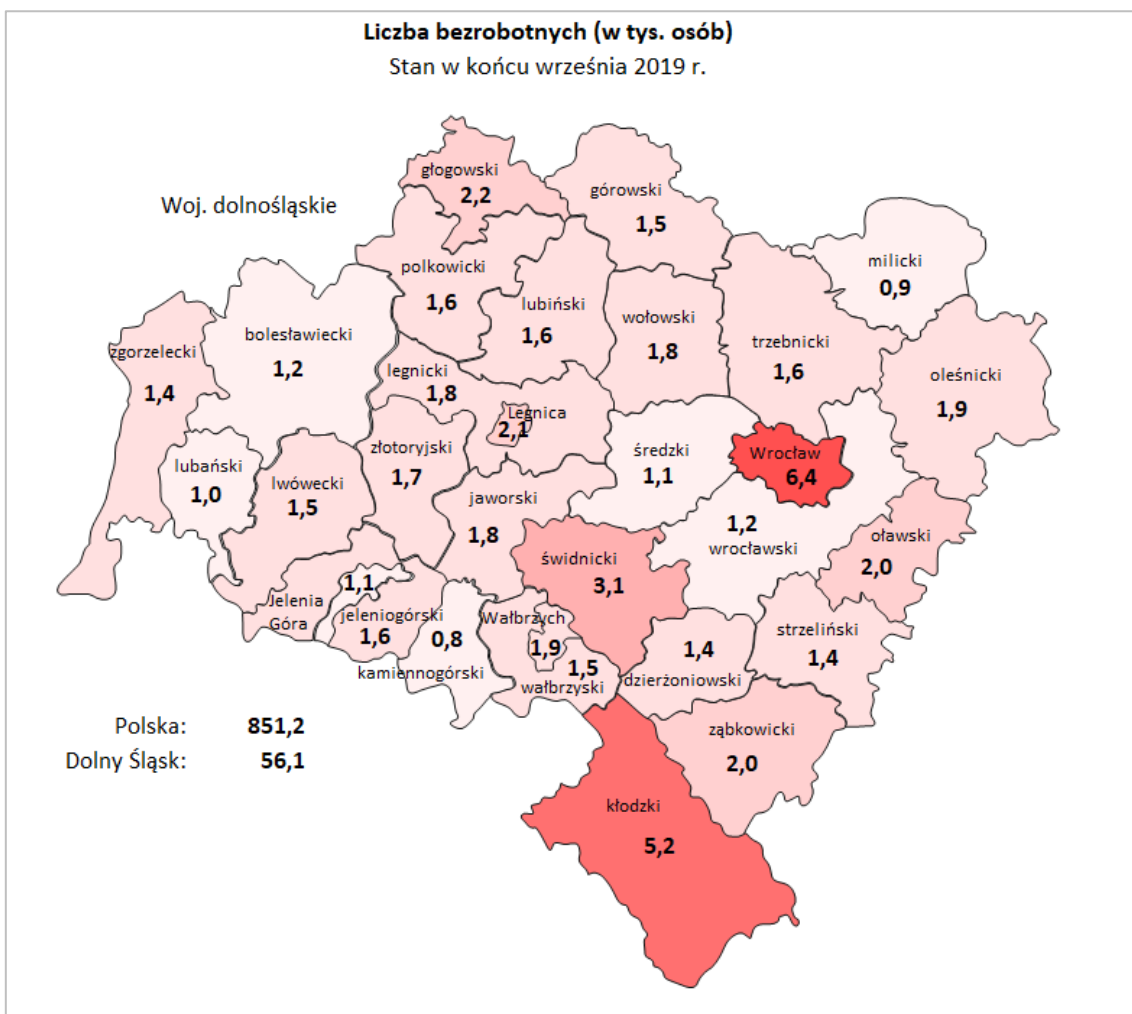 Liczba bezrobotnych (w tys. osób)
Stan w końcu września 2019 r.
Woj. dolnośląskie
głogowski
2,2
górowski
1,5
milicki
0,9
polkowicki
1,6
lubiński
1,6
wołowski
1,8
trzebnicki
1,6
oleśnicki
1,9
zgorzelecki
1,4
bolesławiecki
1,2
legnicki
1,8
Legnica
2,1
lubański
1,0
lwówecki
1,5
złotoryjski
1,7
jaworski
1,8
średzki
1,1
Wrocław
6,4
1,2
wrocławski
oławski
2,0
świdnicki
3,1
1,1
Jelenia
Góra
jeleniogórski
1,6
0,8
kamiennogórski
Wałbrzych
1,9
1,5
wałbrzyski
1,4
dzierżoniowski
strzeliński
1,4
ząbkowicki
2,0
kłodzki
5,2
Polska: 851,2
Dolny Śląsk: 56,1